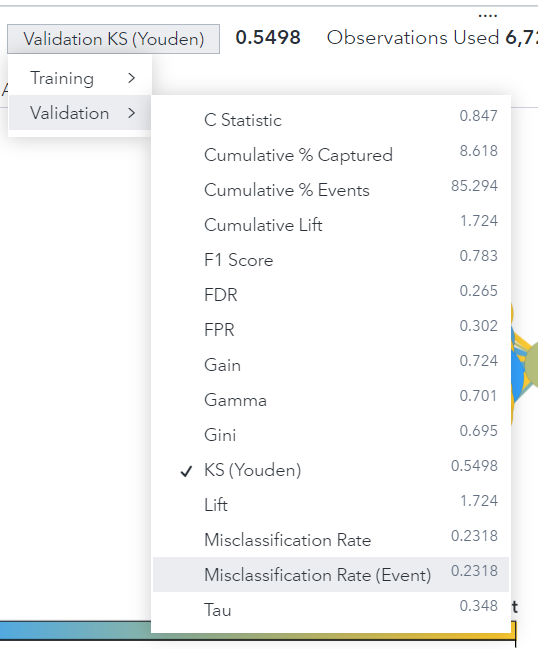 Validation KS (Youden) 0.5498 Observations Used 6,72
Training
Validation
C Statistic 0.847
Cumulative % Captured 8.618
Cumulative % Events 85.294
Cumulative Lift 1.724
F1 Score 0.783
FDR 0.265
FPR 0.302
Gain 0.724
Gamma 0.701
Gini 0.695
KS (Youden) 0.5498
Lift 1.724
Misclassification Rate 0.2318
Misclassification Rate (Event) 0.2318
Tau 0.348